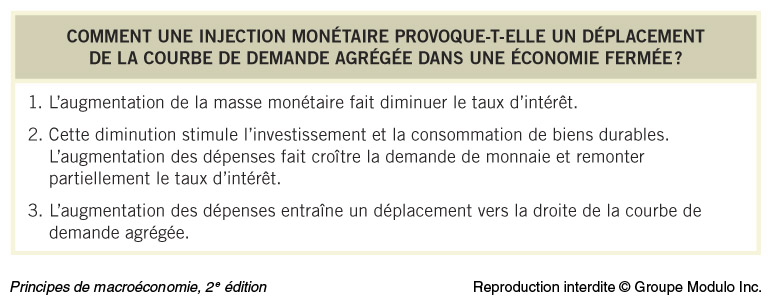 COMMENT UNE INJECTION MONÉTAIRE PROVOQUE-T-ELLE UN DÉPLACEMENT
DE LA COURBE DE DEMANDE AGRÉGÉE DANS UNE ÉCONOMIE FERMÉE ?
1. L’augmentation de la masse monétaire fait diminuer le taux d’intérêt.
2. Cette diminution stimule l’investissement et la consommation de biens durables.
L’augmentation des dépenses fait croître la demande de monnaie et remonter
partiellement le taux d’intérêt.
3. L’augmentation des dépenses entraîne un déplacement vers la droite de la courbe de
demande agrégée.
Principes de macroéconomie, 2e édition
Reproduction interdite © Groupe Modulo Inc.